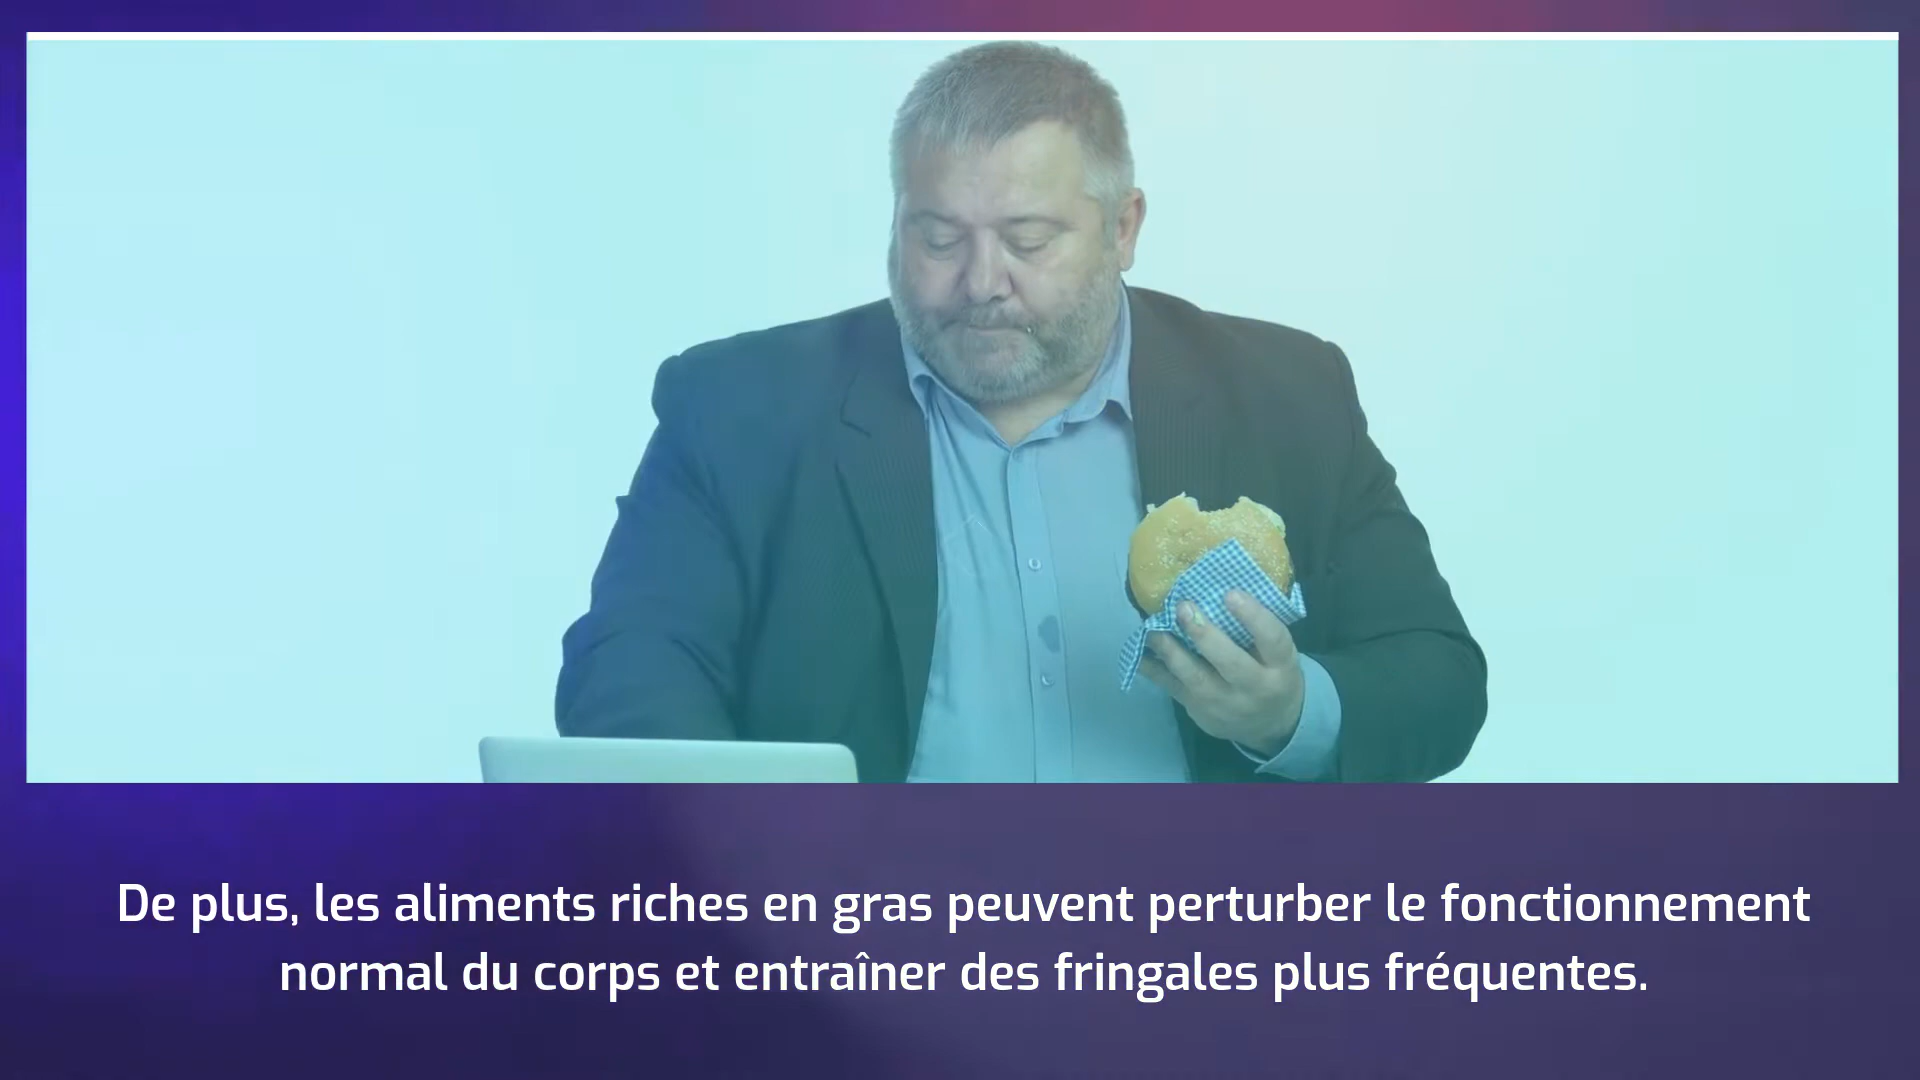 De plus, les aliments riches en gras peuvent perturber le fonctionnement
normal du corps et entraîner des fringales plus fréquentes.